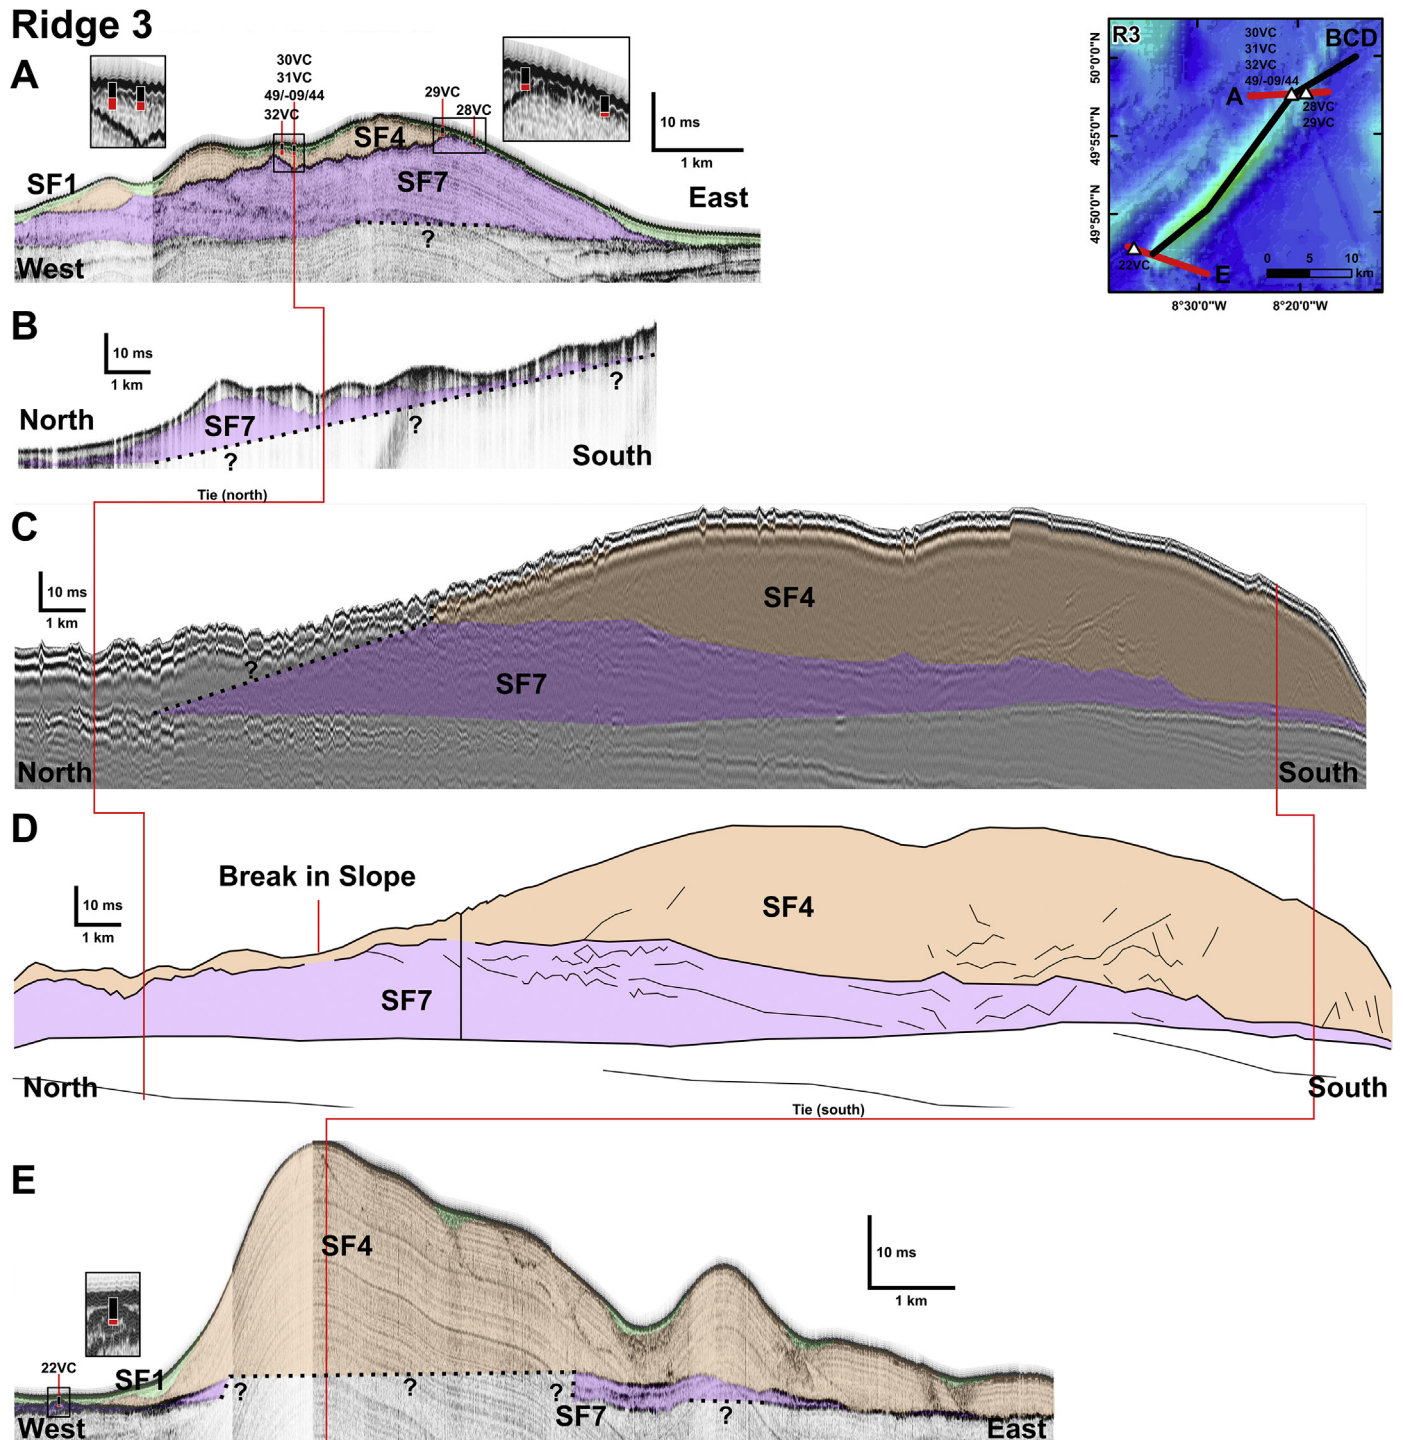 Ridge 3
A
30VC
31VC
49/-09/44
32VC
29VC
28VC
10 ms
1 km
SF1
SF4
SF7
East
West
?
R3
30VC
31VC
32VC
49/-09/44
BCD
A
28VC
29VC
22VC
E
0 5 10
km
50°0'0"N
49°55'0"N
49°50'0"N
8°30'0"W
8°20'0"W
B
10 ms
1 km
North
SF7
?
?
?
South
Tie (north)
C
10 ms
1 km
SF4
?
SF7
North
South
D
Break in Slope
10 ms
1 km
SF4
SF7
North
South
Tie (south)
E
SF4
10 ms
1 km
22VC
SF1
?
?
?
SF7
?
West
East